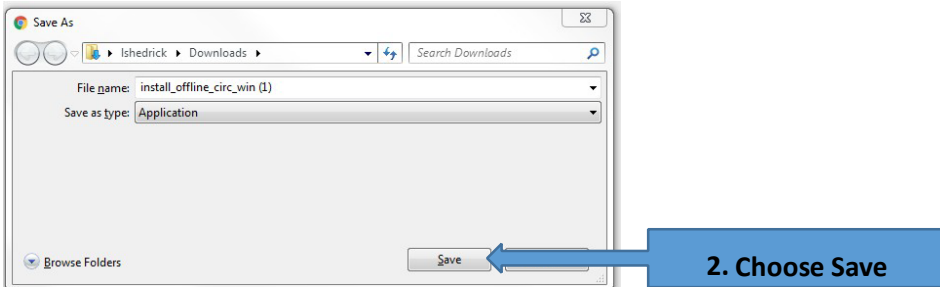 Save As
lshedrick Downloads
Search Downloads
File name: install_offline_circ_win (1)
Save as type: Application
Browse Folders
Save
2. Choose Save